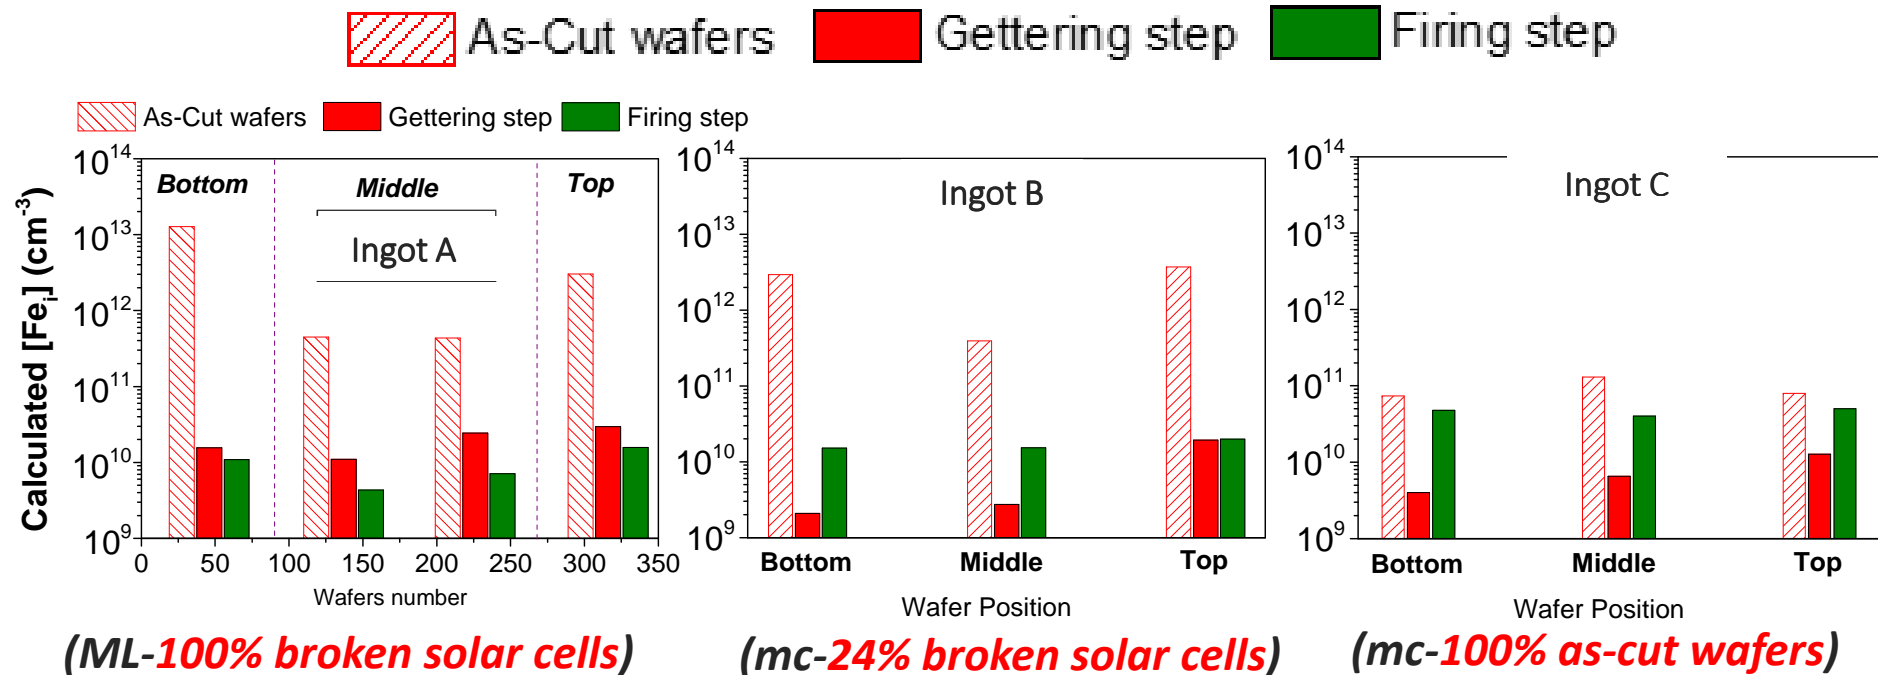 As-Cut wafers Gettering step Firing step
As-Cut wafers Gettering step Firing step
Calculated [Fe_i] (cm^-3)
10^14
10^13
10^12
10^11
10^10
10^9
Bottom Middle Top
Ingot A
0 50 100 150 200 250 300 350
Wafers number
(ML-100% broken solar cells)
10^14
10^13
10^12
10^11
10^10
10^9
Ingot B
Bottom Middle Top
Wafer Position
(mc-24% broken solar cells)
10^14
10^13
10^12
10^11
10^10
10^9
Ingot C
Bottom Middle Top
Wafer Position
(mc-100% as-cut wafers)